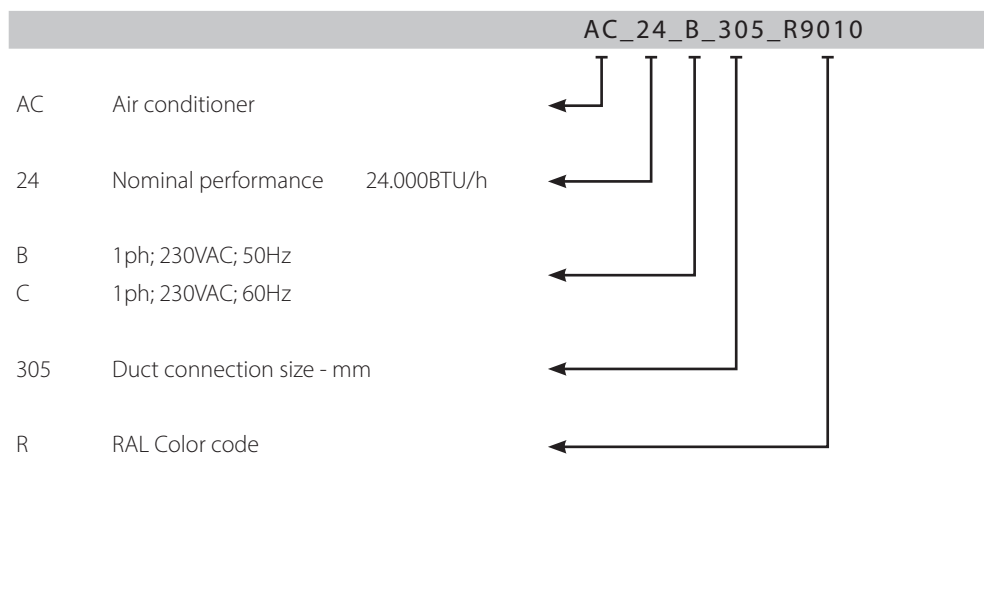 AC_24_B_305_R9010
AC Air conditioner
24 Nominal performance 24.000BTU/h
B 1ph; 230VAC; 50Hz
C 1ph; 230VAC; 60Hz
305 Duct connection size - mm
R RAL Color code